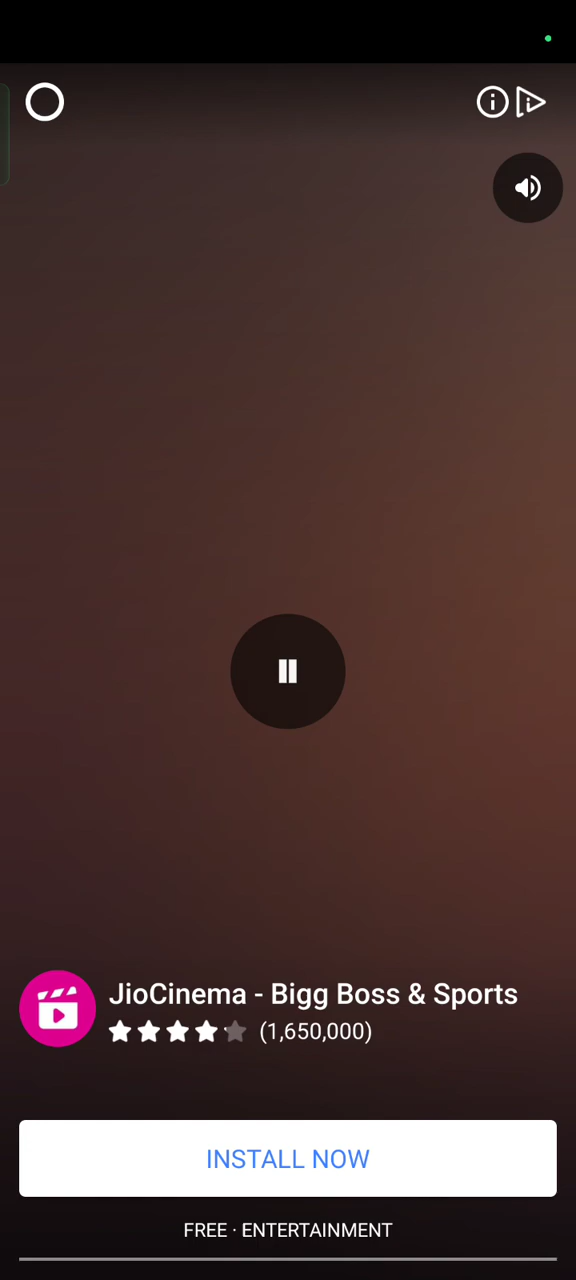 JioCinema - Bigg Boss & Sports
(1,650,000)
INSTALL NOW
FREE · ENTERTAINMENT